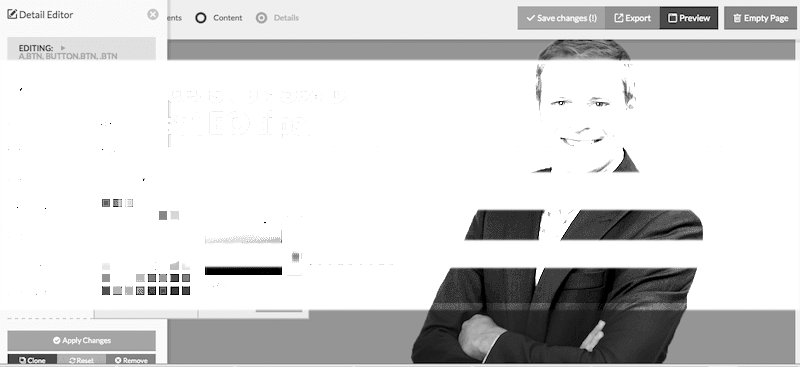 Detail Editor
ents Content Details
Save changes (!) Export Preview Empty Page
EDITING:
A.BTN, BUTTON.BTN, .BTN
Apply Changes
Clone Reset Remove